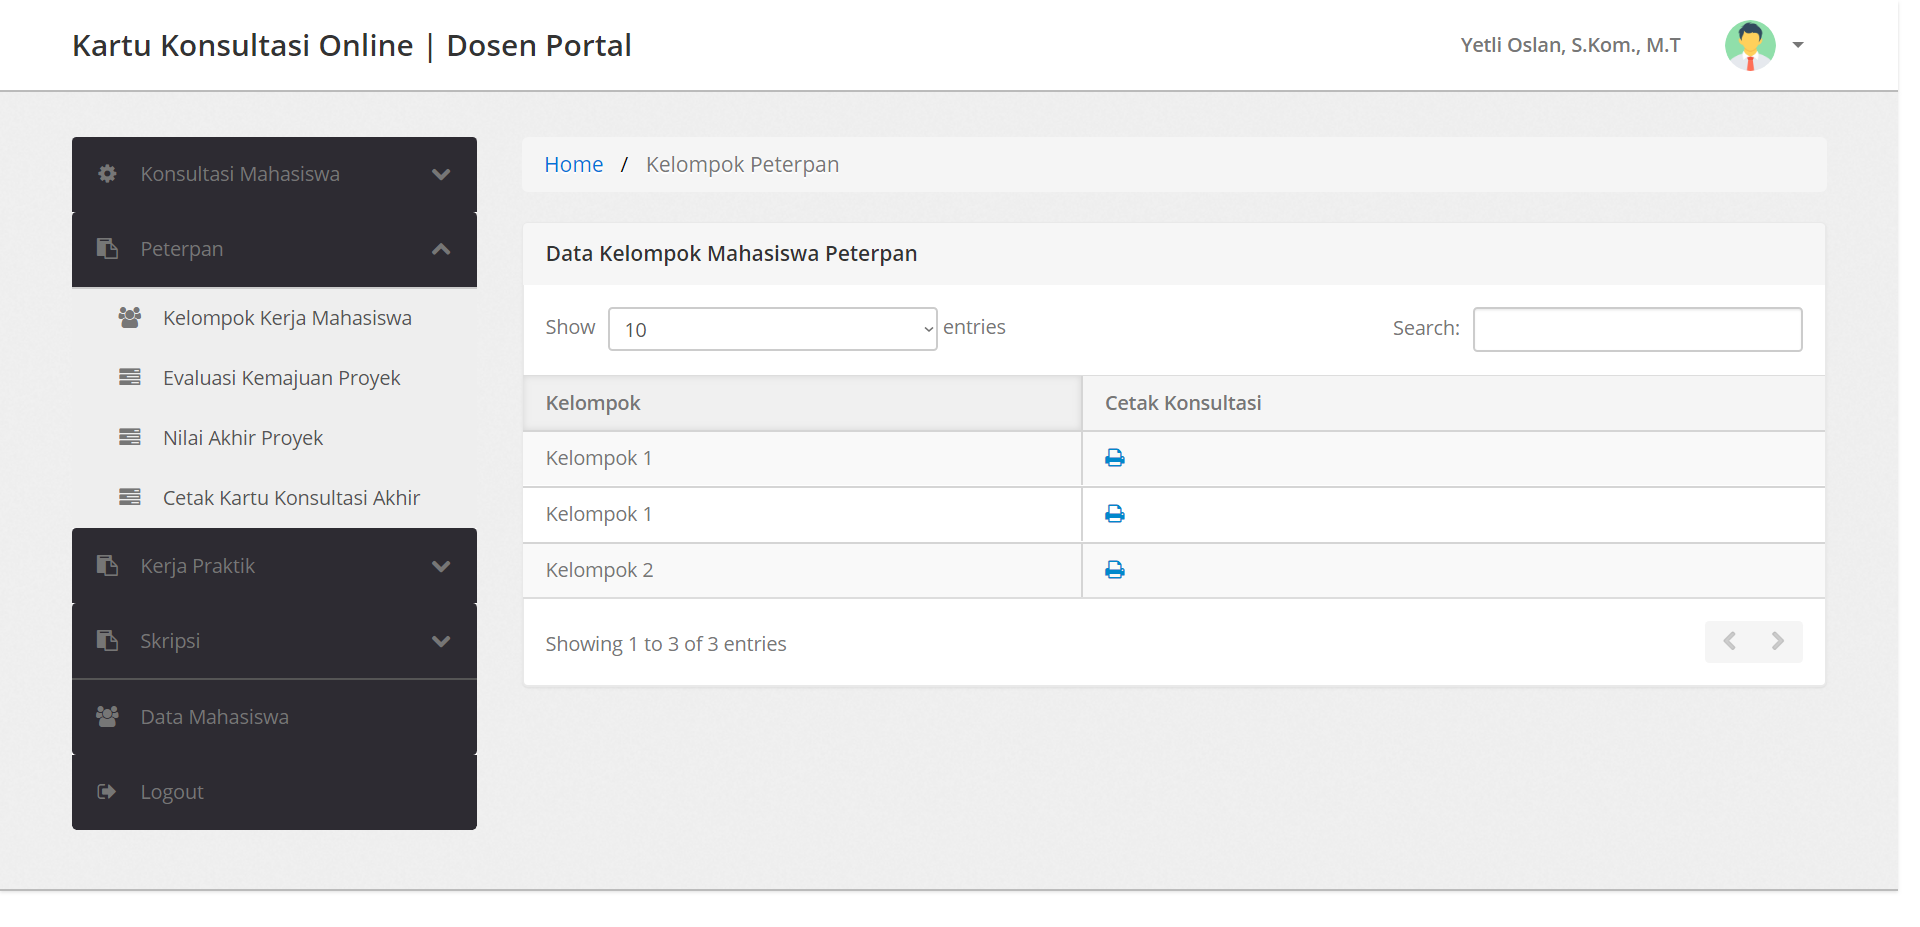 Kartu Konsultasi Online | Dosen Portal
Yetli Oslan, S.Kom., M.T
Konsultasi Mahasiswa
Peterpan
Kelompok Kerja Mahasiswa
Evaluasi Kemajuan Proyek
Nilai Akhir Proyek
Cetak Kartu Konsultasi Akhir
Kerja Praktik
Skripsi
Data Mahasiswa
Logout
Home / Kelompok Peterpan
Data Kelompok Mahasiswa Peterpan
Show 10 entries
Search:
Kelompok Cetak Konsultasi
Kelompok 1
Kelompok 1
Kelompok 2
Showing 1 to 3 of 3 entries